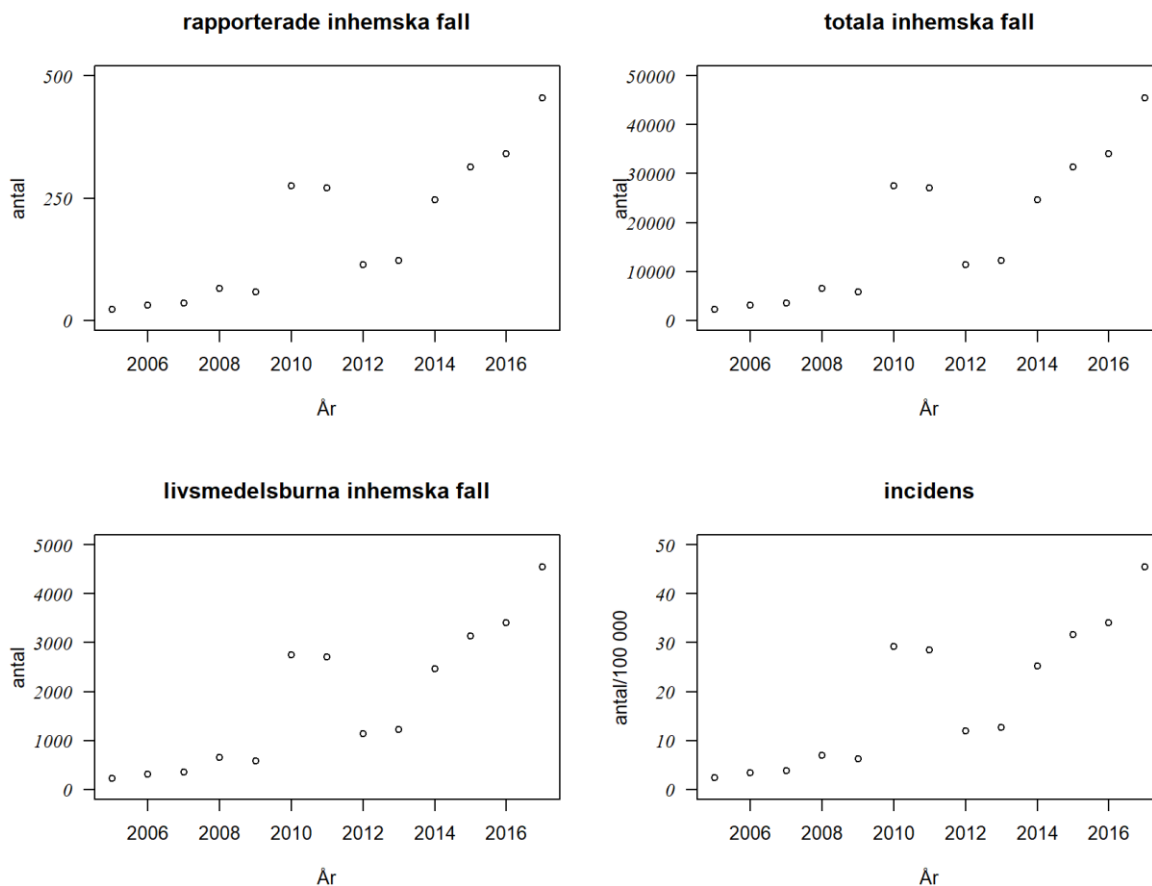 rapporterade inhemska fall
500
250
0
antal
2006 2008 2010 2012 2014 2016
År
totala inhemska fall
50000
40000
30000
20000
10000
0
antal
2006 2008 2010 2012 2014 2016
År
livsmedelsburna inhemska fall
5000
4000
3000
2000
1000
0
antal
2006 2008 2010 2012 2014 2016
År
incidens
50
40
30
20
10
0
antal/100 000
2006 2008 2010 2012 2014 2016
År